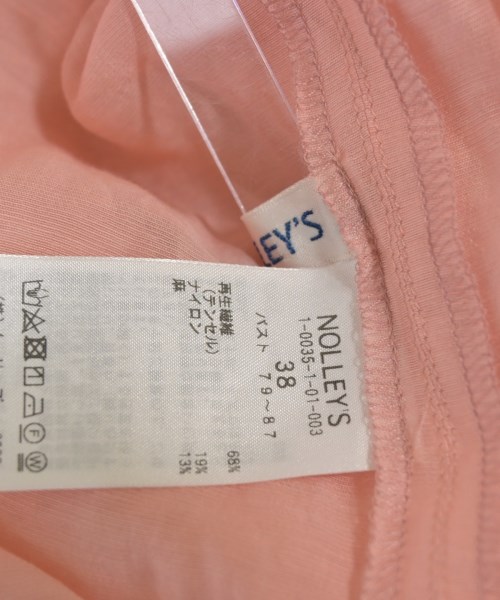 LEY'S
NOLLEY'S
1-0035-1-01-003
38
バスト 79~87
再生繊維
(テンセル) 68%
ナイロン 19%
麻 13%